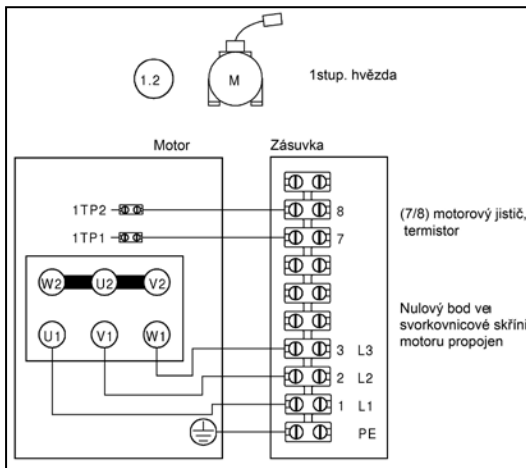 1.2
M
1stup. hvězda
Motor
Zásuvka
1TP2
8
1TP1
7
(7/8) motorový jistič,
termistor
W2 U2 V2
U1 V1 W1
Nulový bod ve
svorkovnicové skříni
motoru propojen
3 L3
2 L2
1 L1
PE